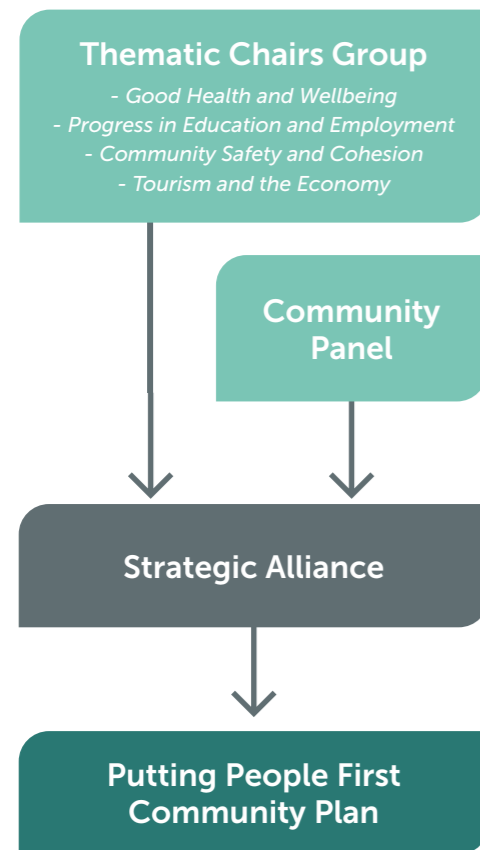 Thematic Chairs Group
- Good Health and Wellbeing
- Progress in Education and Employment
- Community Safety and Cohesion
- Tourism and the Economy
Community
Panel
Strategic Alliance
Putting People First
Community Plan